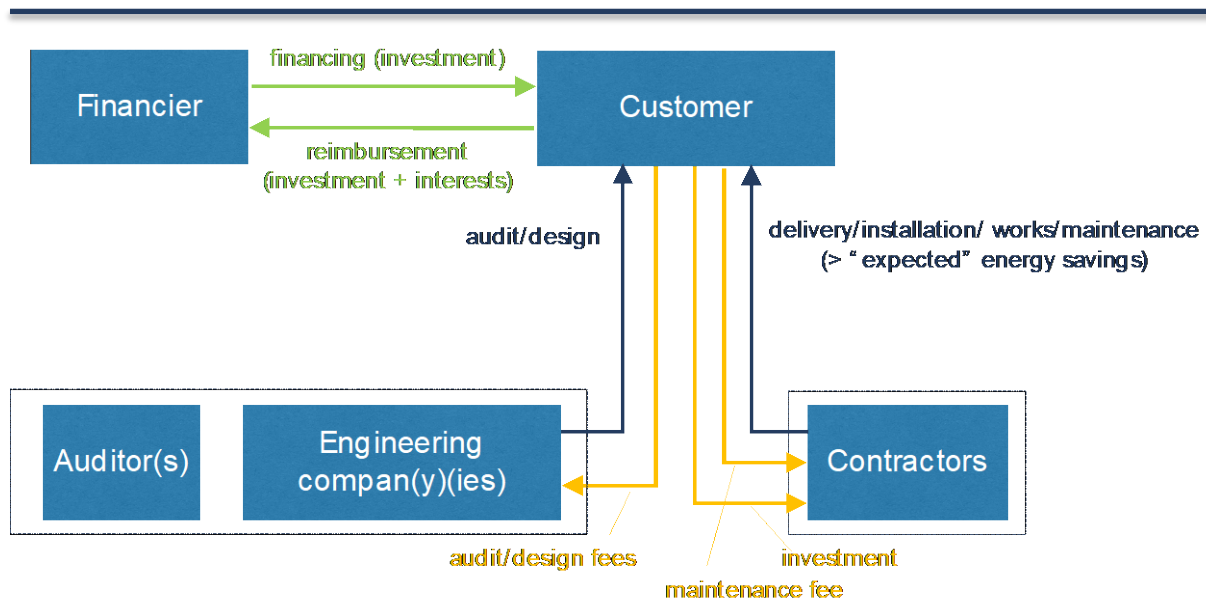 financing (investment)
Financier
Customer
reimbursement
(investment + interests)
audit/design
delivery/installation/ works/maintenance
(> “expected” energy savings)
Auditor(s)
Engineering
compan(y)(ies)
Contractors
audit/design fees
investment
maintenance fee